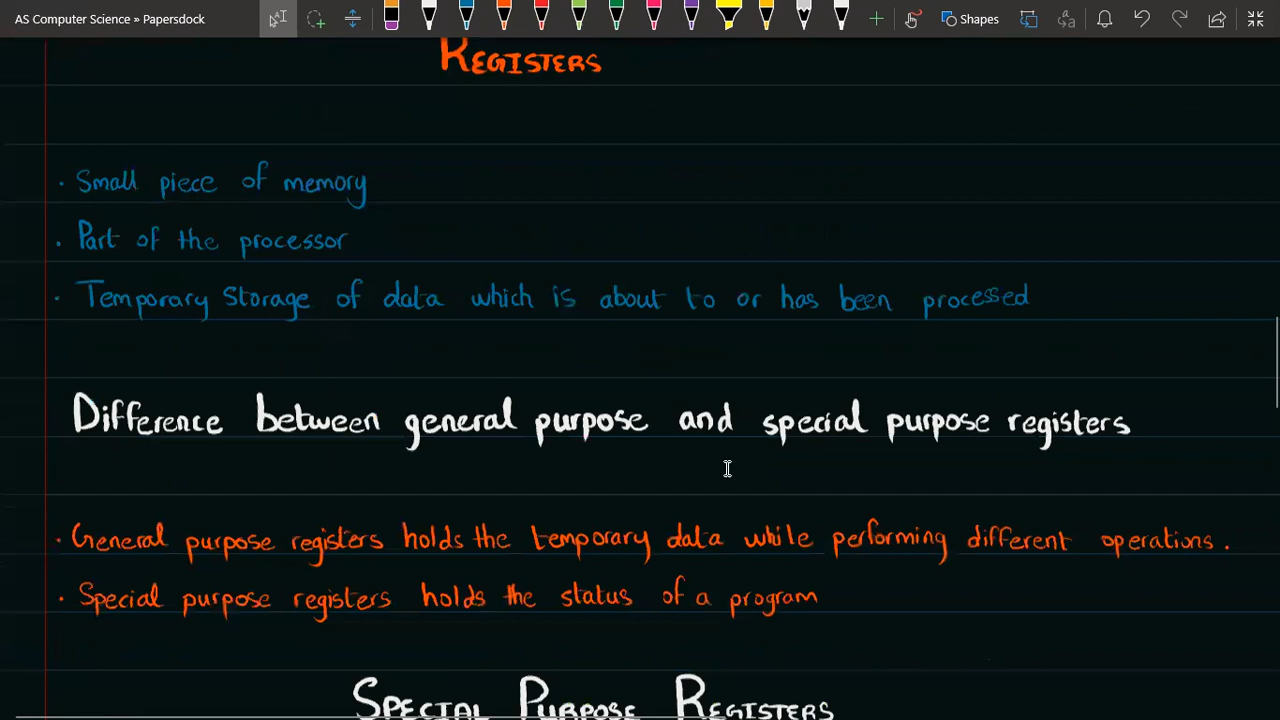 AS Computer Science » Papersdock
Shapes
REGISTERS
· Small piece of memory
· Part of the processor
· Temporary Storage of data which is about to or has been processed
Difference between general purpose and special purpose registers
· General purpose registers holds the temporary data while performing different operations.
· Special purpose registers holds the status of a program
SPECIAL PURPOSE REGISTERS